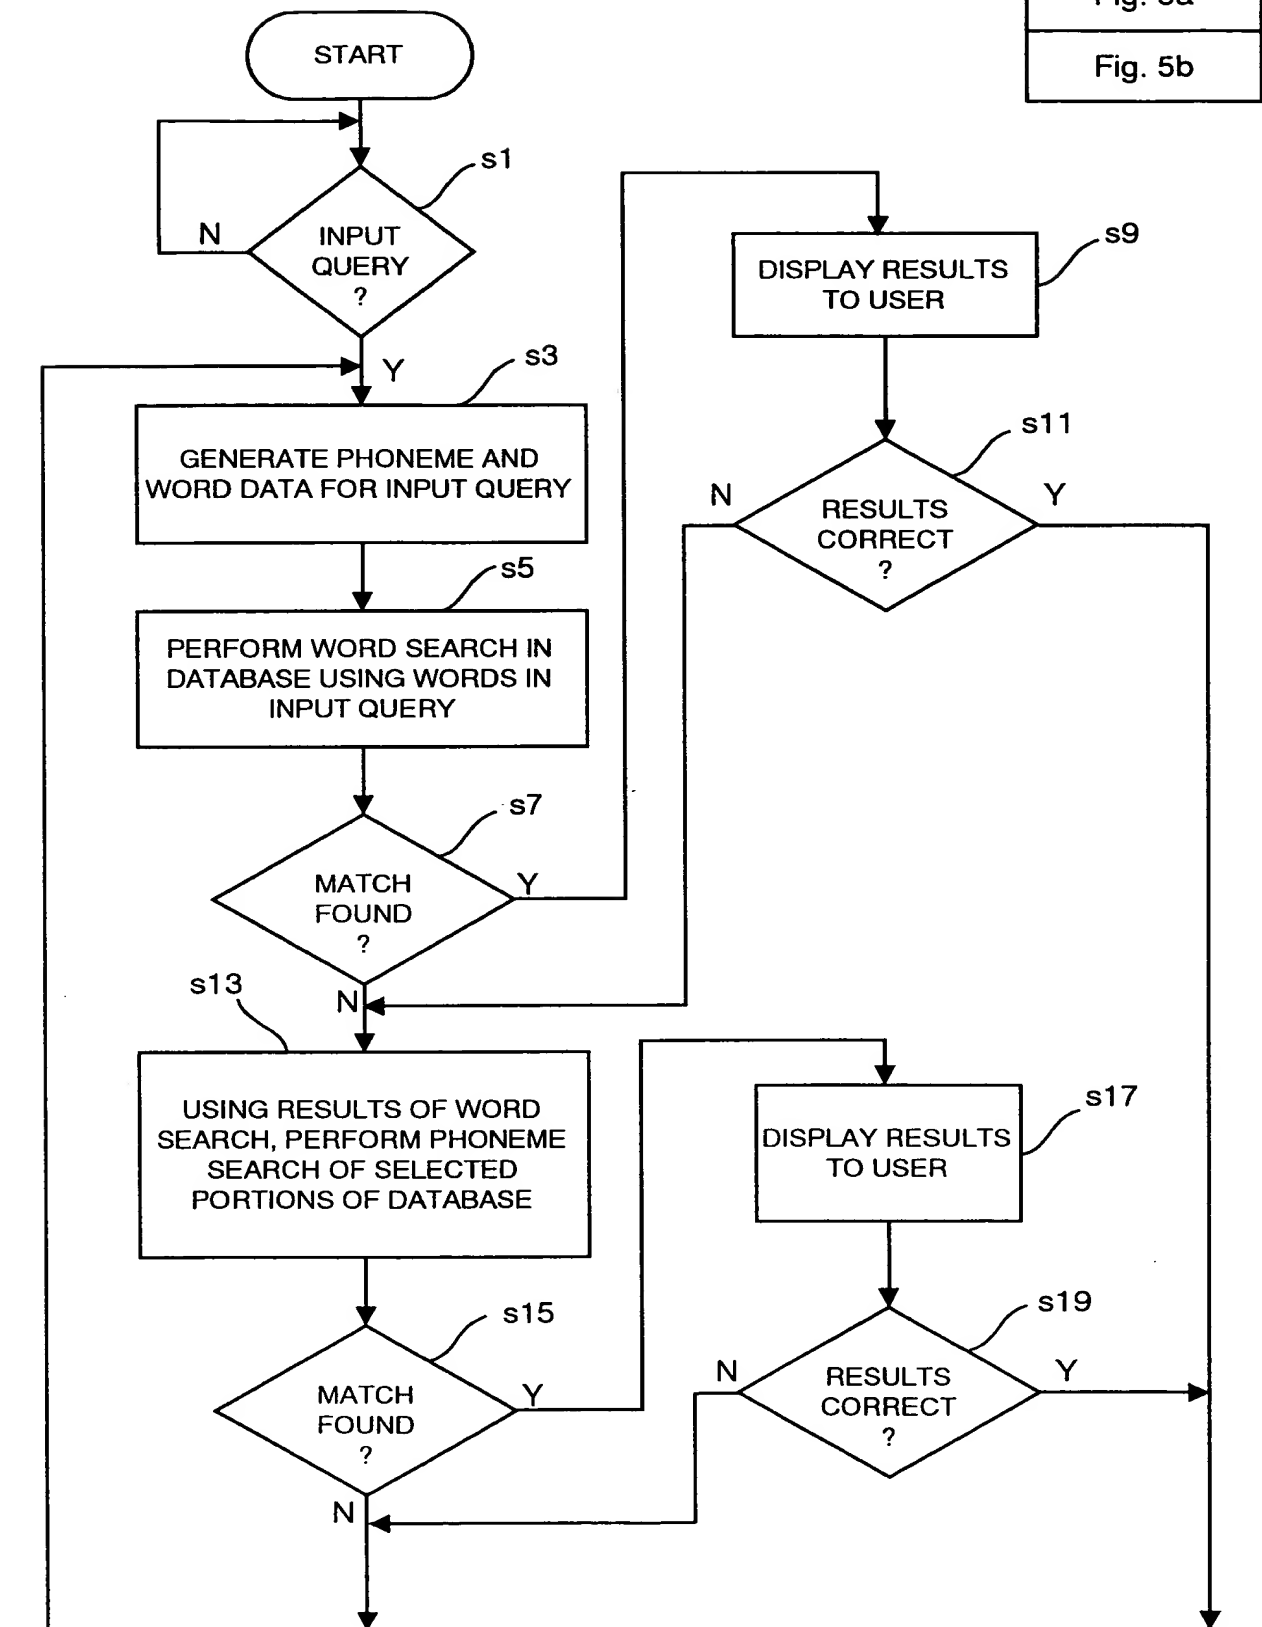 Fig. 5a
Fig. 5b
START
s1
N
INPUT
QUERY
?
Y
s3
GENERATE PHONEME AND
WORD DATA FOR INPUT QUERY
s5
PERFORM WORD SEARCH IN
DATABASE USING WORDS IN
INPUT QUERY
s7
MATCH
FOUND
?
Y
N
s9
DISPLAY RESULTS
TO USER
s11
N
Y
RESULTS
CORRECT
?
s13
USING RESULTS OF WORD
SEARCH, PERFORM PHONEME
SEARCH OF SELECTED
PORTIONS OF DATABASE
s15
MATCH
FOUND
?
Y
N
s17
DISPLAY RESULTS
TO USER
s19
N
Y
RESULTS
CORRECT
?